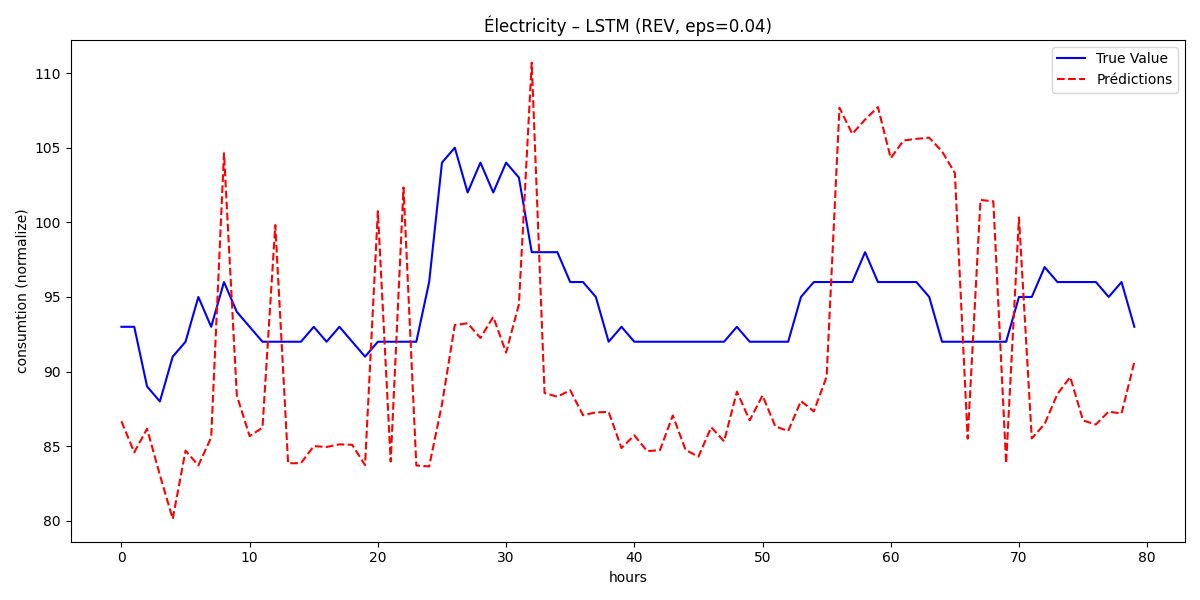 Électricity – LSTM (REV, eps=0.04)
True Value
Prédictions
consumtion (normalize)
110
105
100
95
90
85
80
0 10 20 30 40 50 60 70 80
hours